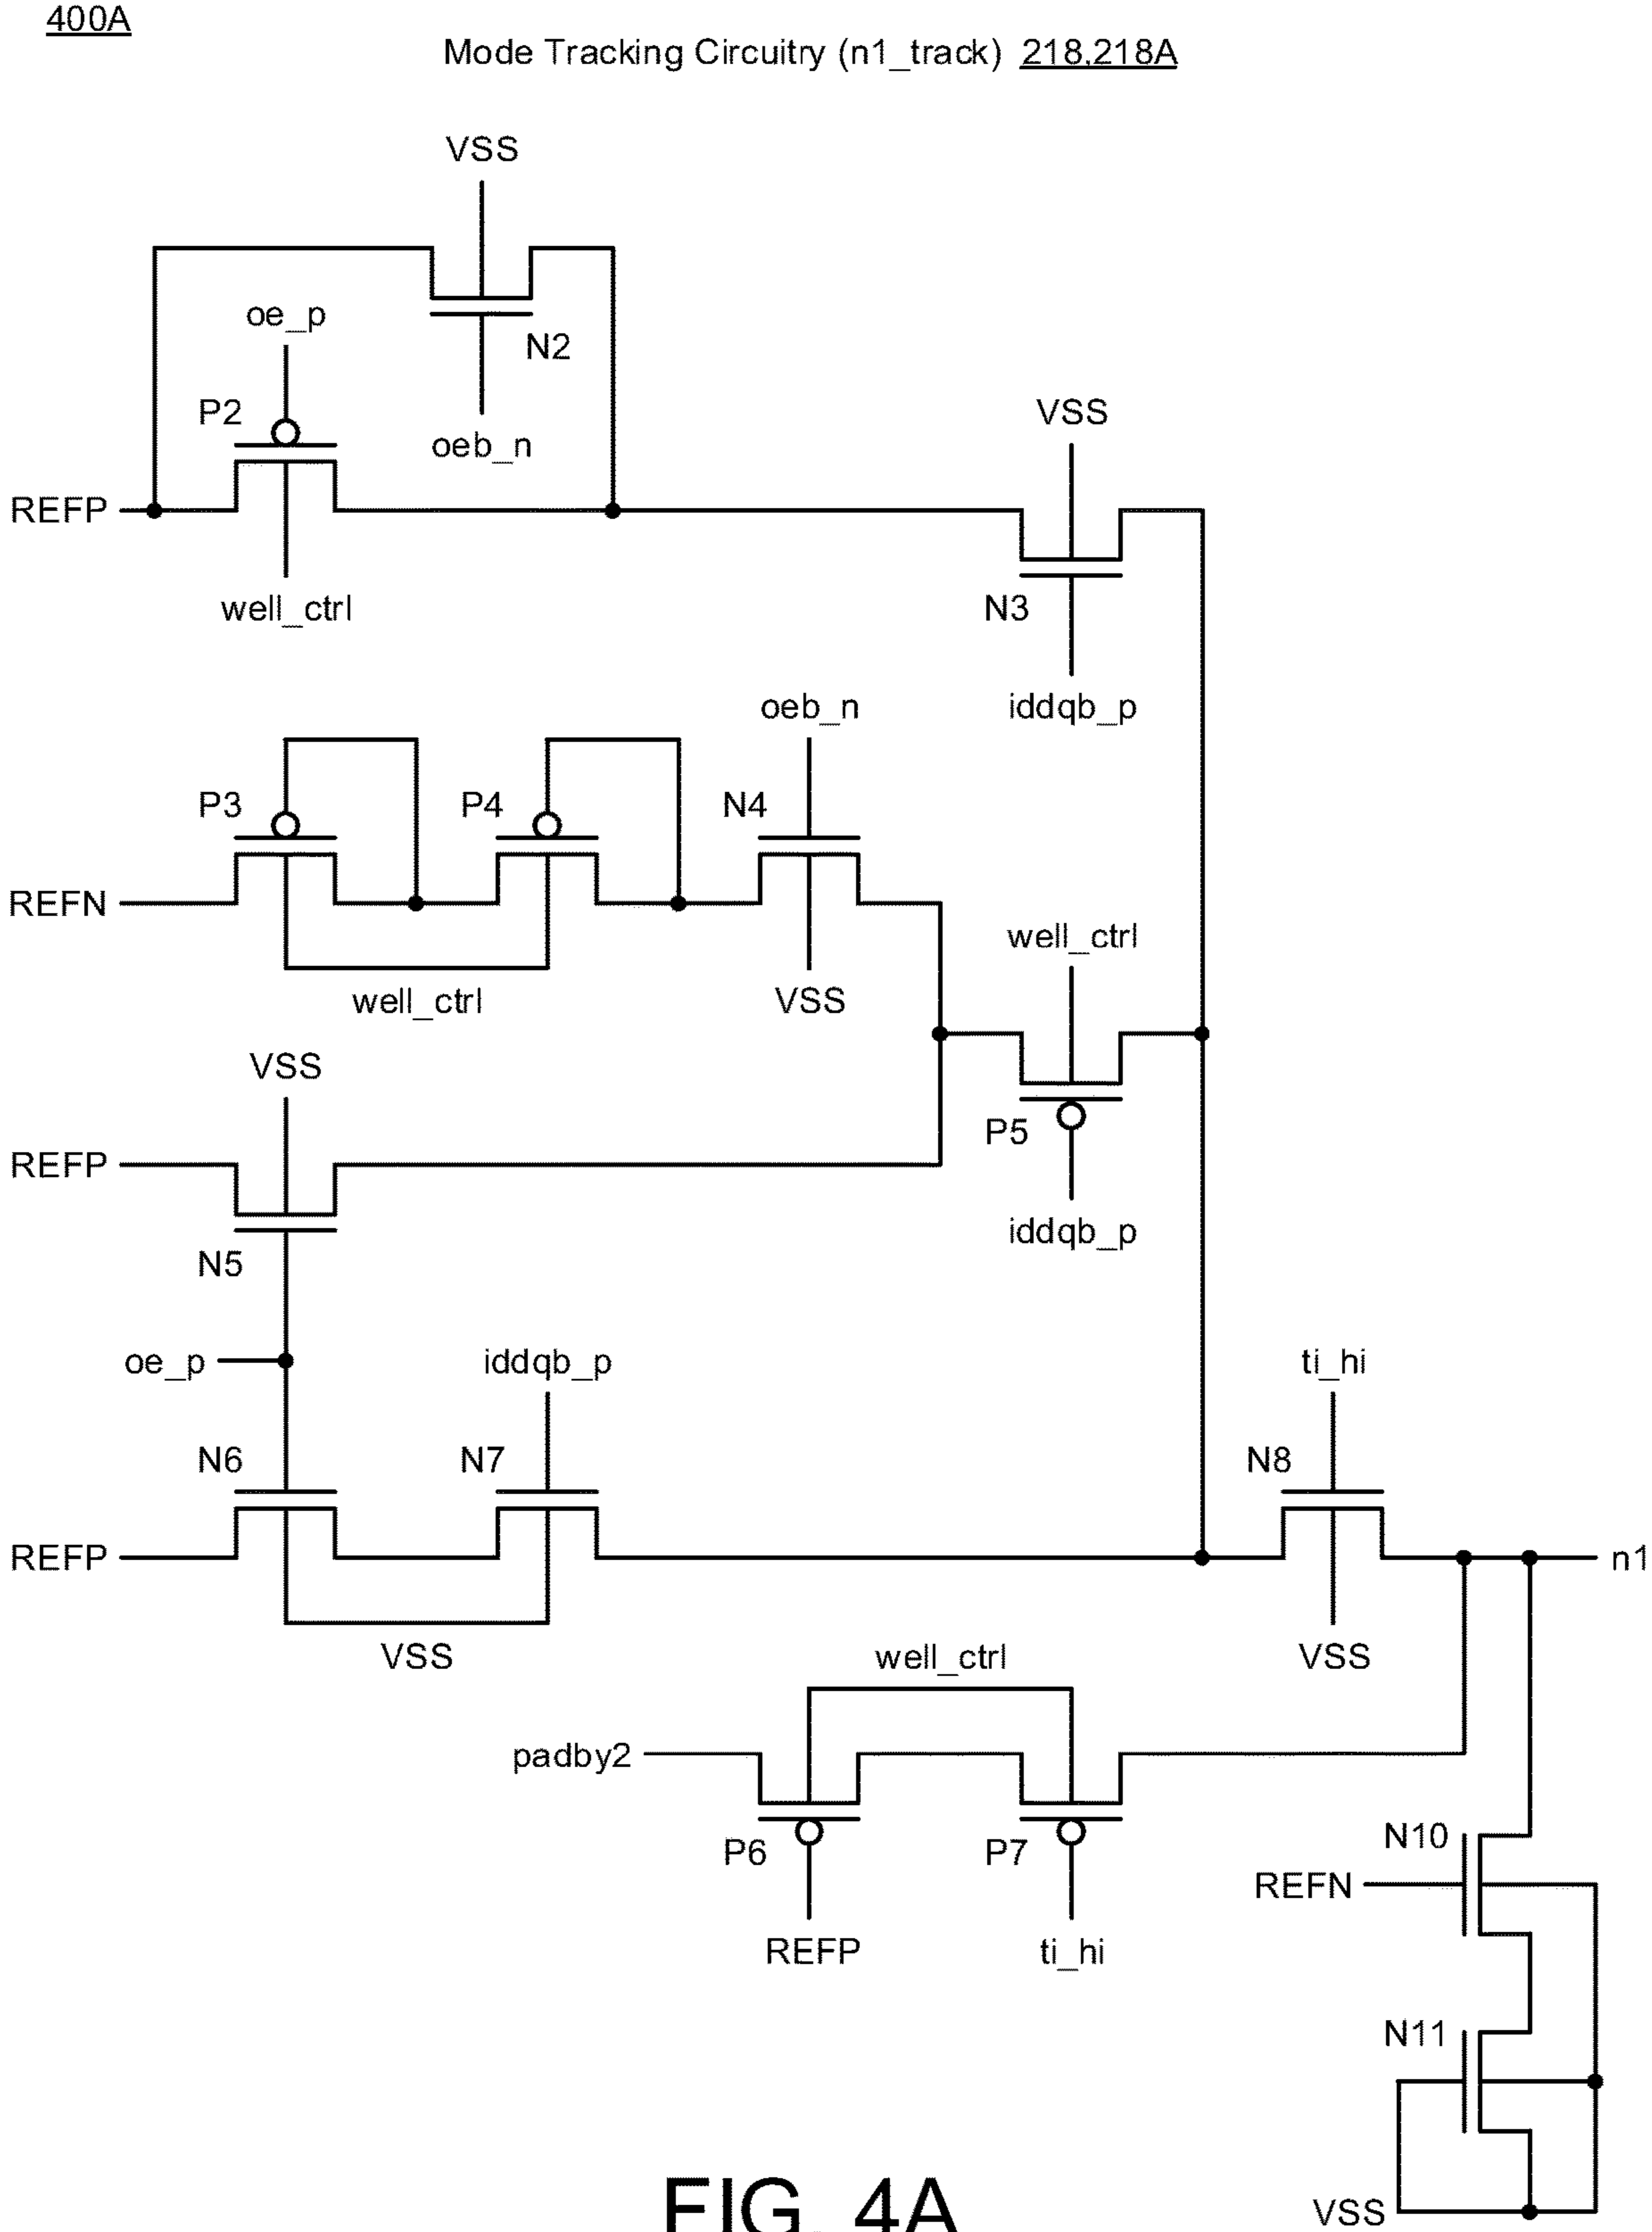 400A
Mode Tracking Circuitry (n1_track) 218,218A
VSS
oe_p
N2
P2
oeb_n
VSS
REFP
well_ctrl
N3
iddqb_p
oeb_n
P3
P4
N4
REFN
well_ctrl
well_ctrl
VSS
VSS
P5
REFP
iddqb_p
N5
oe_p
iddqb_p
ti_hi
N6
N7
N8
REFP
n1
VSS
VSS
well_ctrl
padby2
P6
P7
N10
REFN
REFP
ti_hi
N11
VSS
FIG. 4A